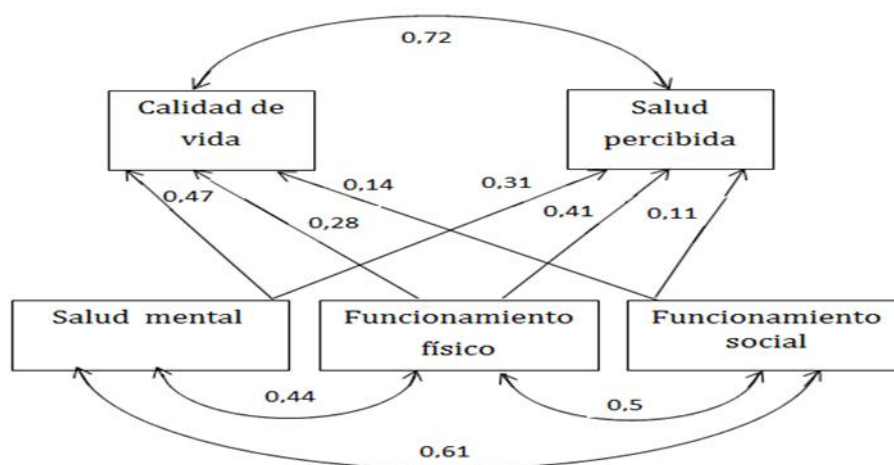 0,72
Calidad de
vida
Salud
percibida
0,47
0,28
0,14
0,31
0,41
0,11
Salud mental
Funcionamiento
físico
Funcionamiento
social
0,44
0,5
0,61